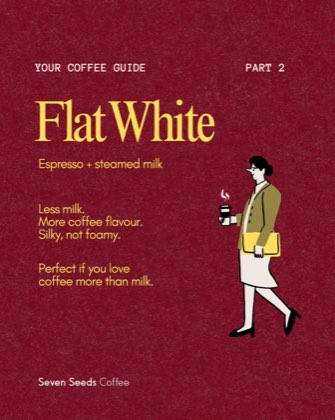 YOUR COFFEE GUIDE PART 2
Flat White
Espresso + steamed milk
Less milk.
More coffee flavour.
Silky, not foamy.
Perfect if you love
coffee more than milk.
Seven Seeds Coffee